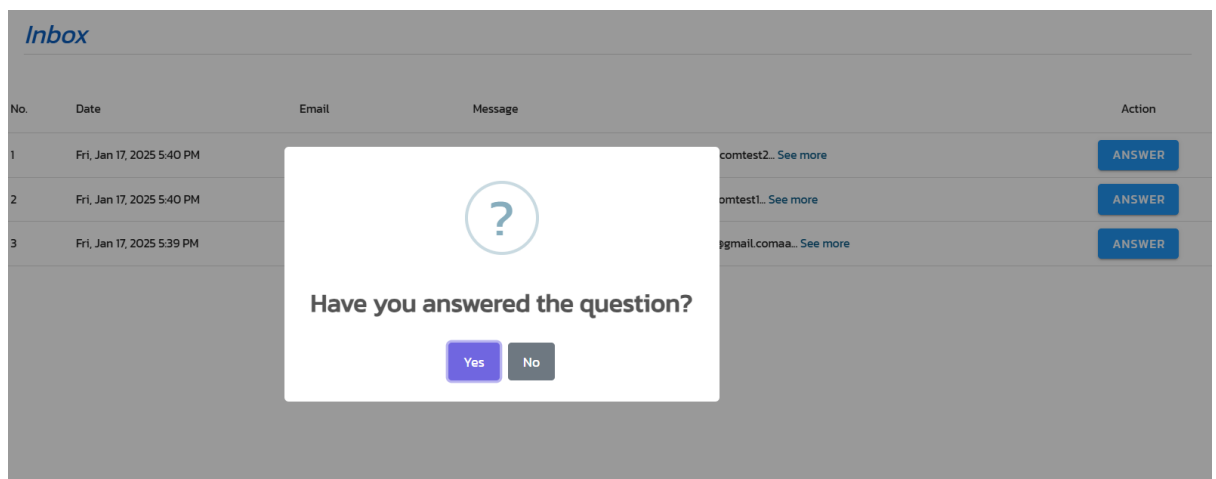 Inbox
No. Date Email Message Action
1 Fri, Jan 17, 2025 5:40 PM comtest2... See more ANSWER
2 Fri, Jan 17, 2025 5:40 PM omtest1... See more ANSWER
3 Fri, Jan 17, 2025 5:39 PM @gmail.comaa... See more ANSWER
?
Have you answered the question?
Yes No